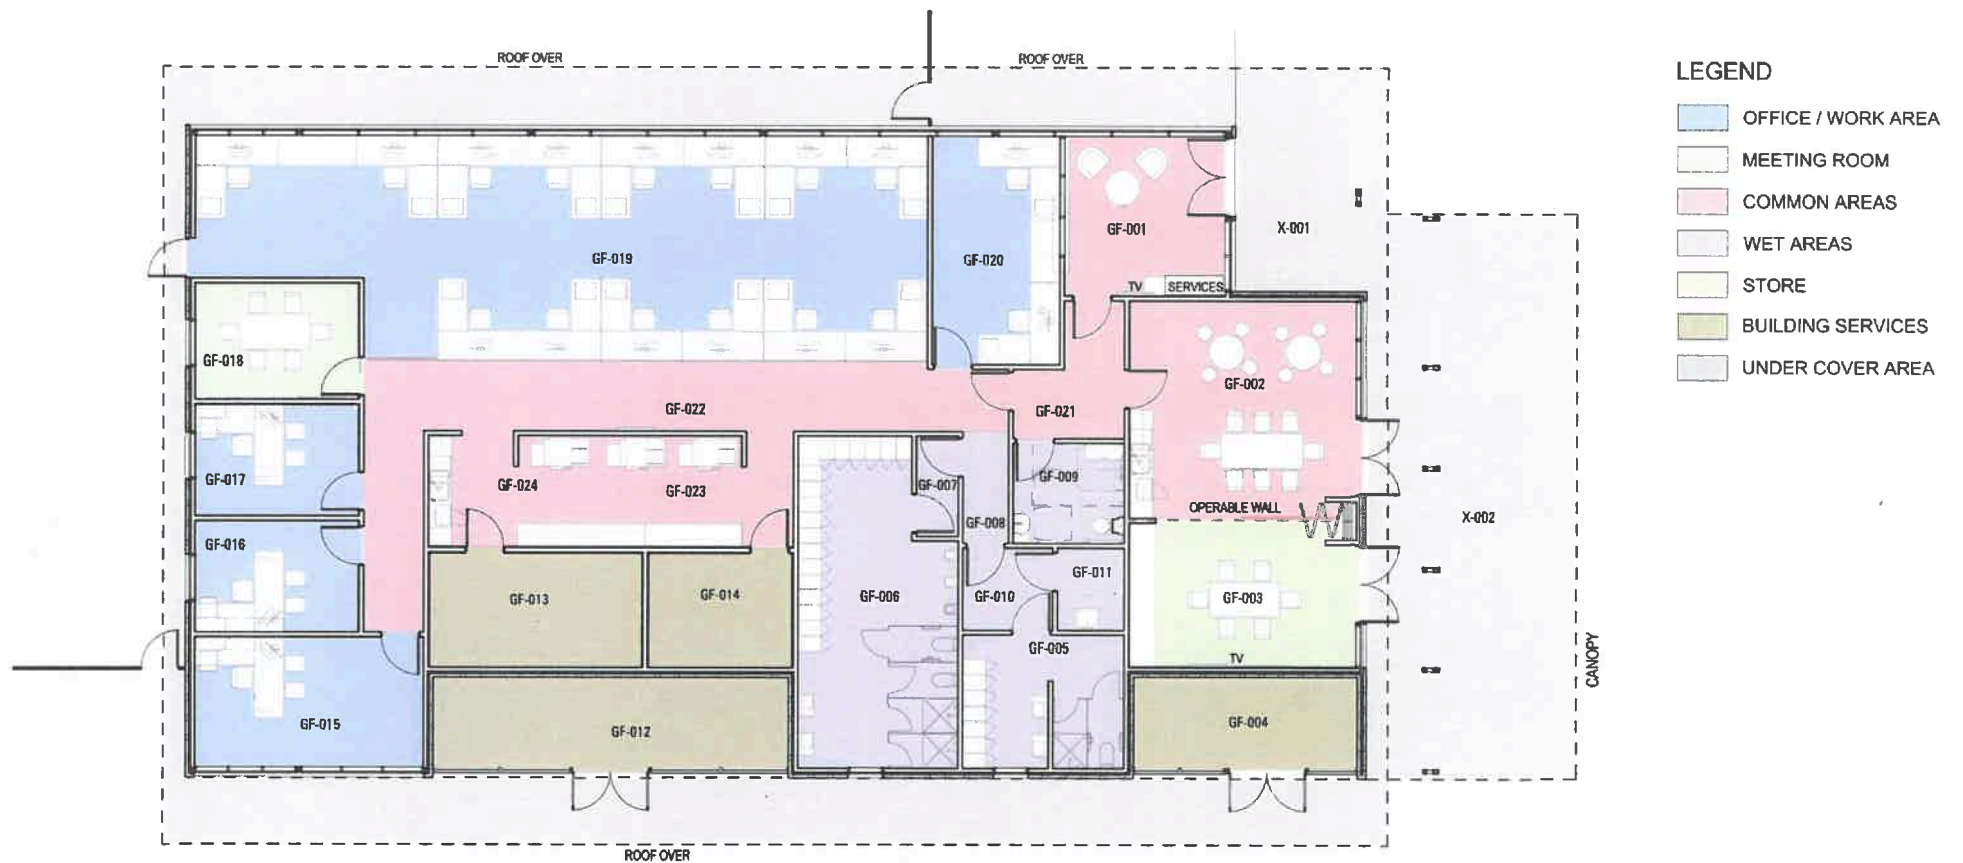 ROOF OVER
ROOF OVER
LEGEND
OFFICE / WORK AREA
MEETING ROOM
COMMON AREAS
WET AREAS
STORE
BUILDING SERVICES
UNDER COVER AREA
GF-001
X-001
GF-019
GF-020
TV
SERVICES
GF-018
GF-002
GF-022
GF-021
GF-017
GF-024
GF-023
GF-007
GF-009
OPERABLE WALL
GF-008
X-002
GF-016
GF-011
GF-013
GF-014
GF-006
GF-010
GF-003
GF-005
TV
CANOPY
GF-015
GF-012
GF-004
ROOF OVER